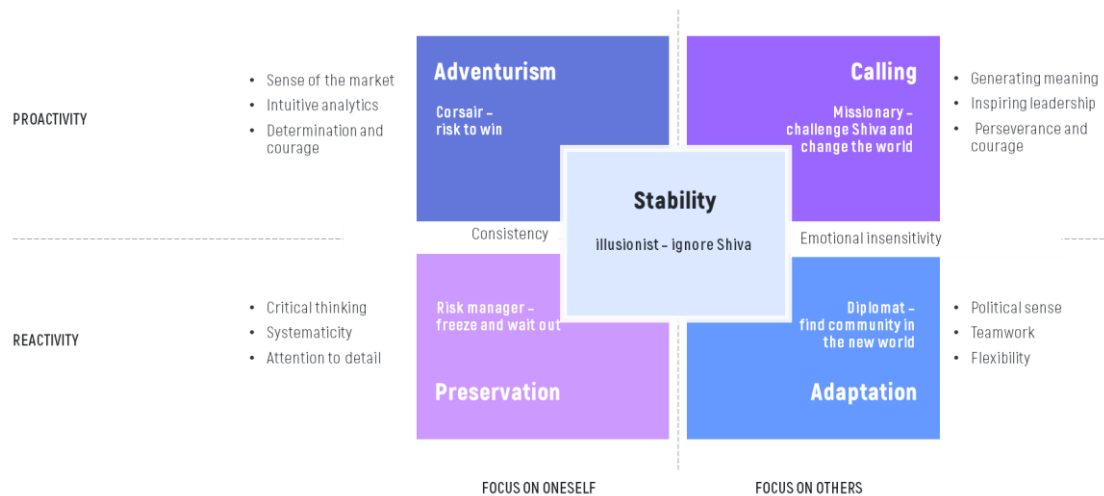 Adventurism
Corsair –
risk to win
Calling
Missionary –
challenge Shiva and
change the world
PROACTIVITY
• Sense of the market
• Intuitive analytics
• Determination and
courage
• Generating meaning
• Inspiring leadership
• Perseverance and
courage
Stability
illusionist – ignore Shiva
Consistency
Emotional insensitivity
REACTIVITY
• Critical thinking
• Systematicity
• Attention to detail
Risk manager –
freeze and wait out
Preservation
Diplomat –
find community in
the new world
Adaptation
• Political sense
• Teamwork
• Flexibility
FOCUS ON ONESELF
FOCUS ON OTHERS